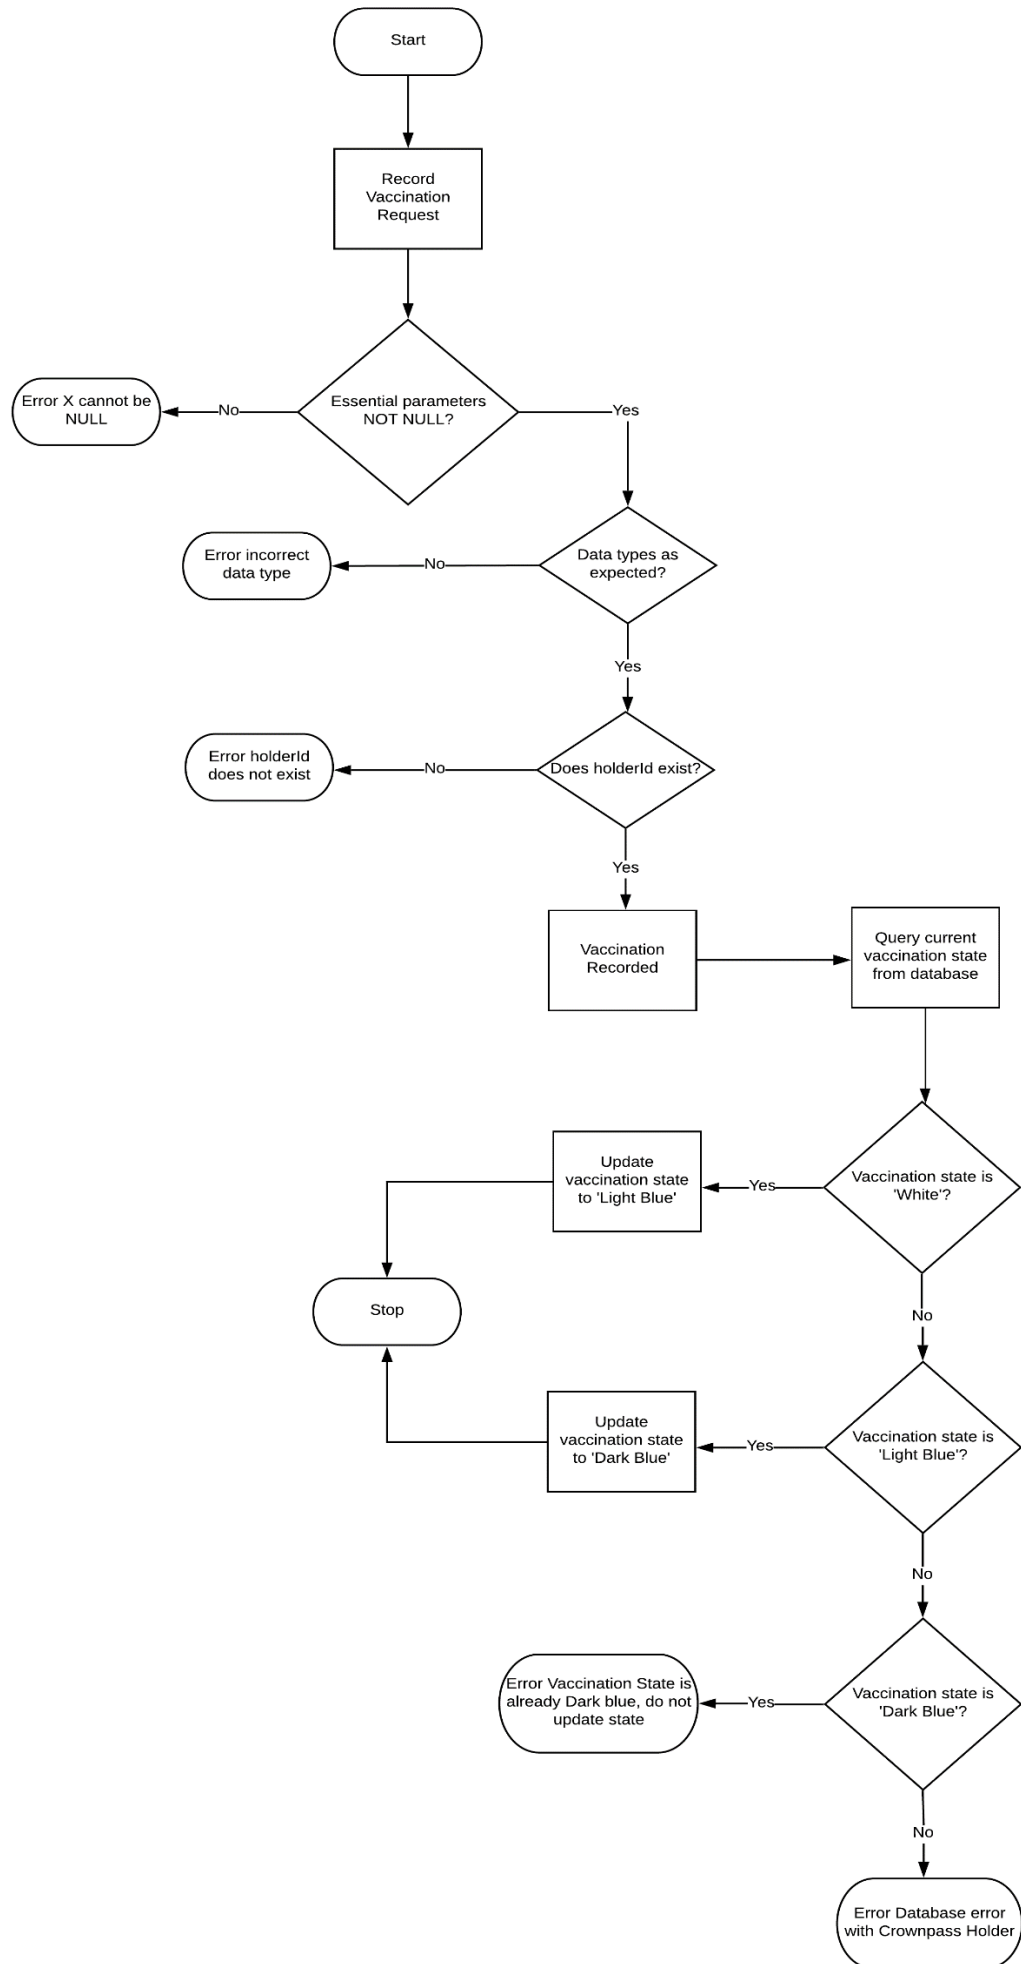 Start
Record
Vaccination
Request
Essential parameters
NOT NULL?
No
Error X cannot be
NULL
Yes
Data types as
expected?
No
Error incorrect
data type
Yes
Does holderId exist?
No
Error holderId
does not exist
Yes
Vaccination
Recorded
Query current
vaccination state
from database
Vaccination state is
'White'?
Yes
Update
vaccination state
to 'Light Blue'
Stop
No
Vaccination state is
'Light Blue'?
Yes
Update
vaccination state
to 'Dark Blue'
No
Vaccination state is
'Dark Blue'?
Yes
Error Vaccination State is
already Dark blue, do not
update state
No
Error Database error
with Crownpass Holder